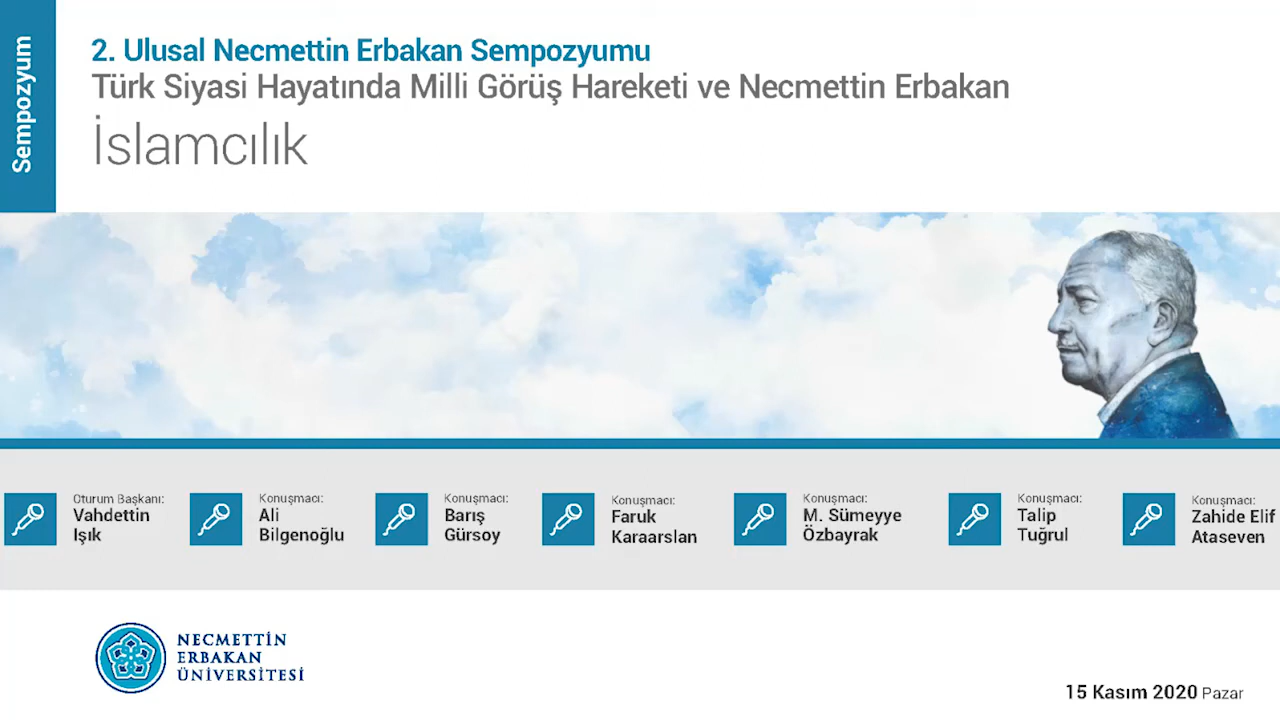 Sempozyum
2. Ulusal Necmettin Erbakan Sempozyumu
Türk Siyasi Hayatında Milli Görüş Hareketi ve Necmettin Erbakan
İslamcılık
Oturum Başkanı:
Vahdettin
Işık
Konuşmacı:
Ali
Bilgenoğlu
Konuşmacı:
Barış
Gürsoy
Konuşmacı:
Faruk
Karaarslan
Konuşmacı:
M. Sümeyye
Özbayrak
Konuşmacı:
Talip
Tuğrul
Konuşmacı:
Zahide Elif
Ataseven
NECMETTİN
ERBAKAN
ÜNİVERSİTESİ
15 Kasım 2020 Pazar